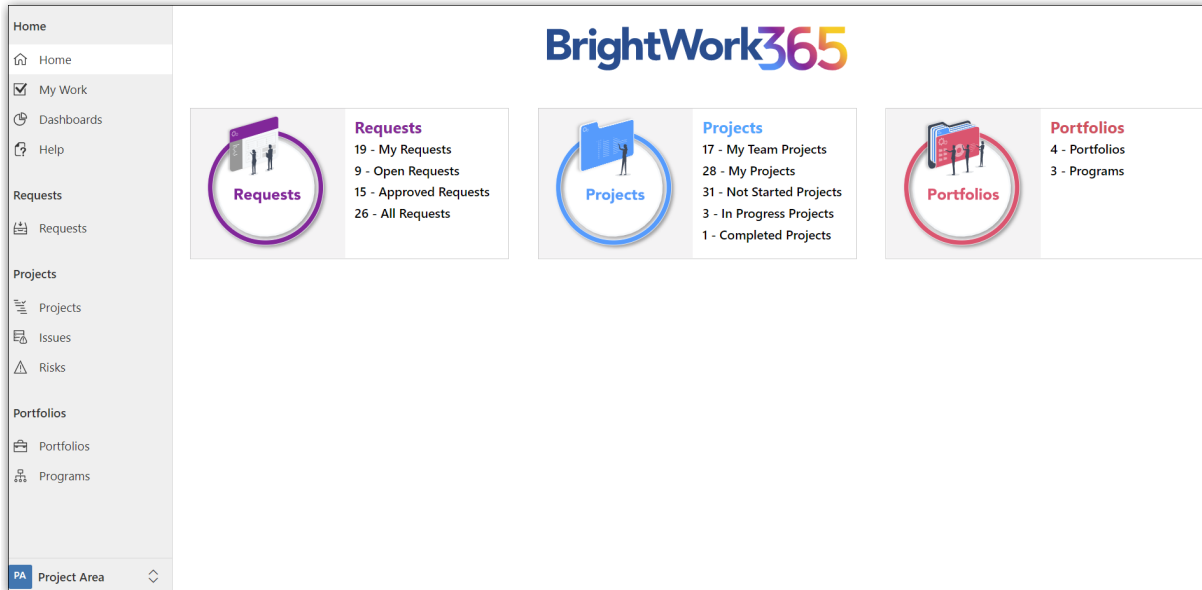 Home
Home
My Work
Dashboards
Help
Requests
Requests
Projects
Projects
Issues
Risks
Portfolios
Portfolios
Programs
PA Project Area
BrightWork365
Requests
Requests
19 - My Requests
9 - Open Requests
15 - Approved Requests
26 - All Requests
Projects
Projects
17 - My Team Projects
28 - My Projects
31 - Not Started Projects
3 - In Progress Projects
1 - Completed Projects
Portfolios
Portfolios
4 - Portfolios
3 - Programs